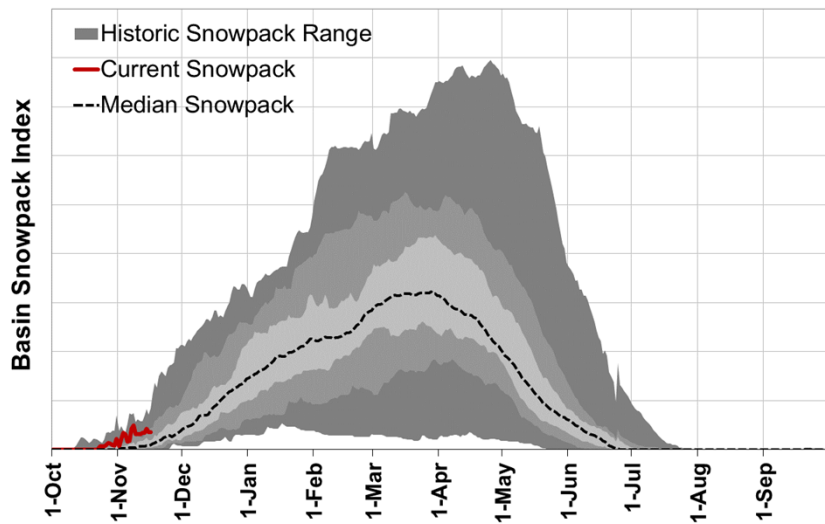 Historic Snowpack Range
Current Snowpack
Median Snowpack
Basin Snowpack Index
1-Oct
1-Nov
1-Dec
1-Jan
1-Feb
1-Mar
1-Apr
1-May
1-Jun
1-Jul
1-Aug
1-Sep